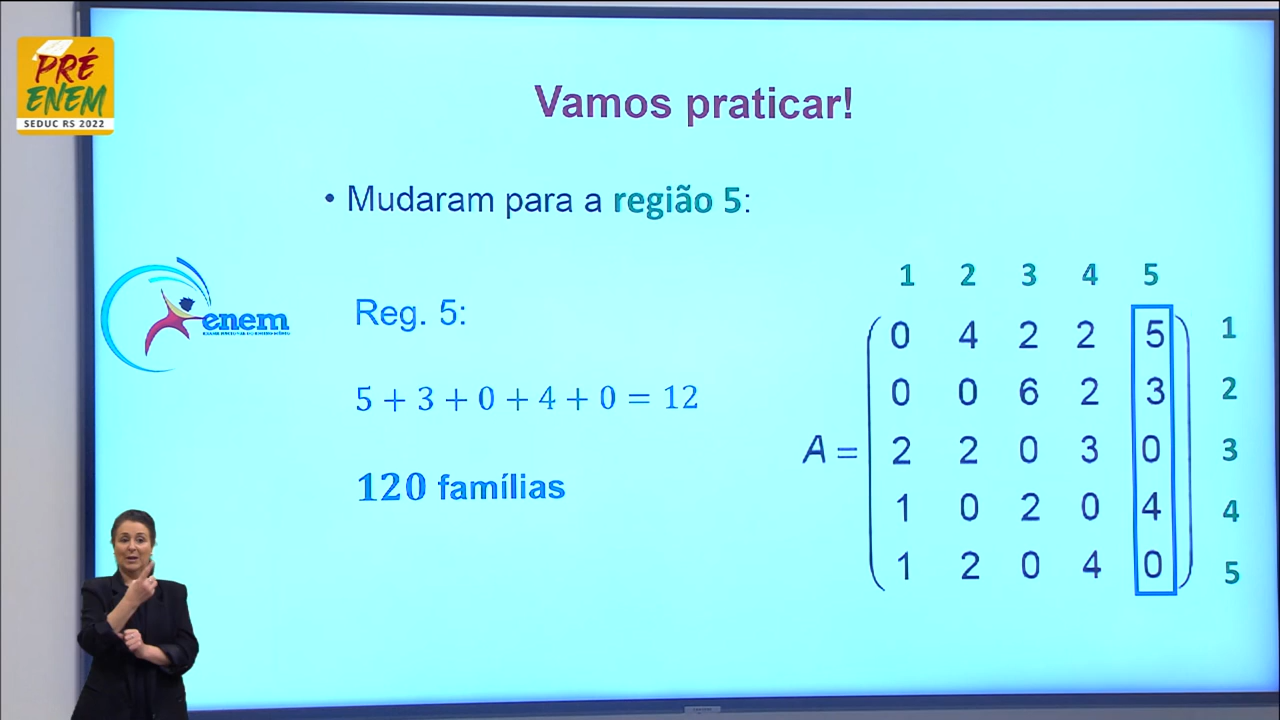 PRÉ
ENEM
SEDUC RS 2022
Vamos praticar!
• Mudaram para a região 5:
enem
Reg. 5:
5 + 3 + 0 + 4 + 0 = 12
120 famílias
1 2 3 4 5
0 4 2 2 5 1
0 0 6 2 3 2
A = 2 2 0 3 0 3
1 0 2 0 4 4
1 2 0 4 0 5